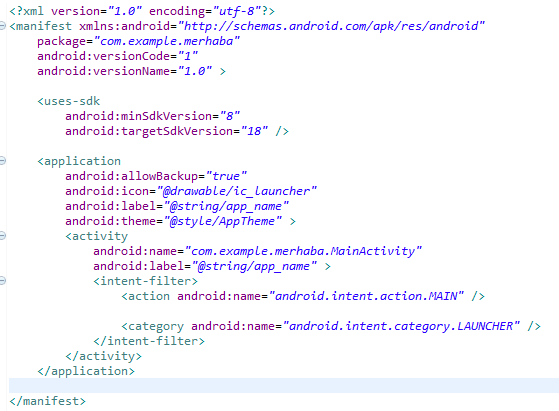 <?xml version="1.0" encoding="utf-8"?>
<manifest xmlns:android="http://schemas.android.com/apk/res/android"
    package="com.example.merhaba"
    android:versionCode="1"
    android:versionName="1.0" >

    <uses-sdk
        android:minSdkVersion="8"
        android:targetSdkVersion="18" />

    <application
        android:allowBackup="true"
        android:icon="@drawable/ic_launcher"
        android:label="@string/app_name"
        android:theme="@style/AppTheme" >
        <activity
            android:name="com.example.merhaba.MainActivity"
            android:label="@string/app_name" >
            <intent-filter>
                <action android:name="android.intent.action.MAIN" />

                <category android:name="android.intent.category.LAUNCHER" />
            </intent-filter>
        </activity>
    </application>

</manifest>